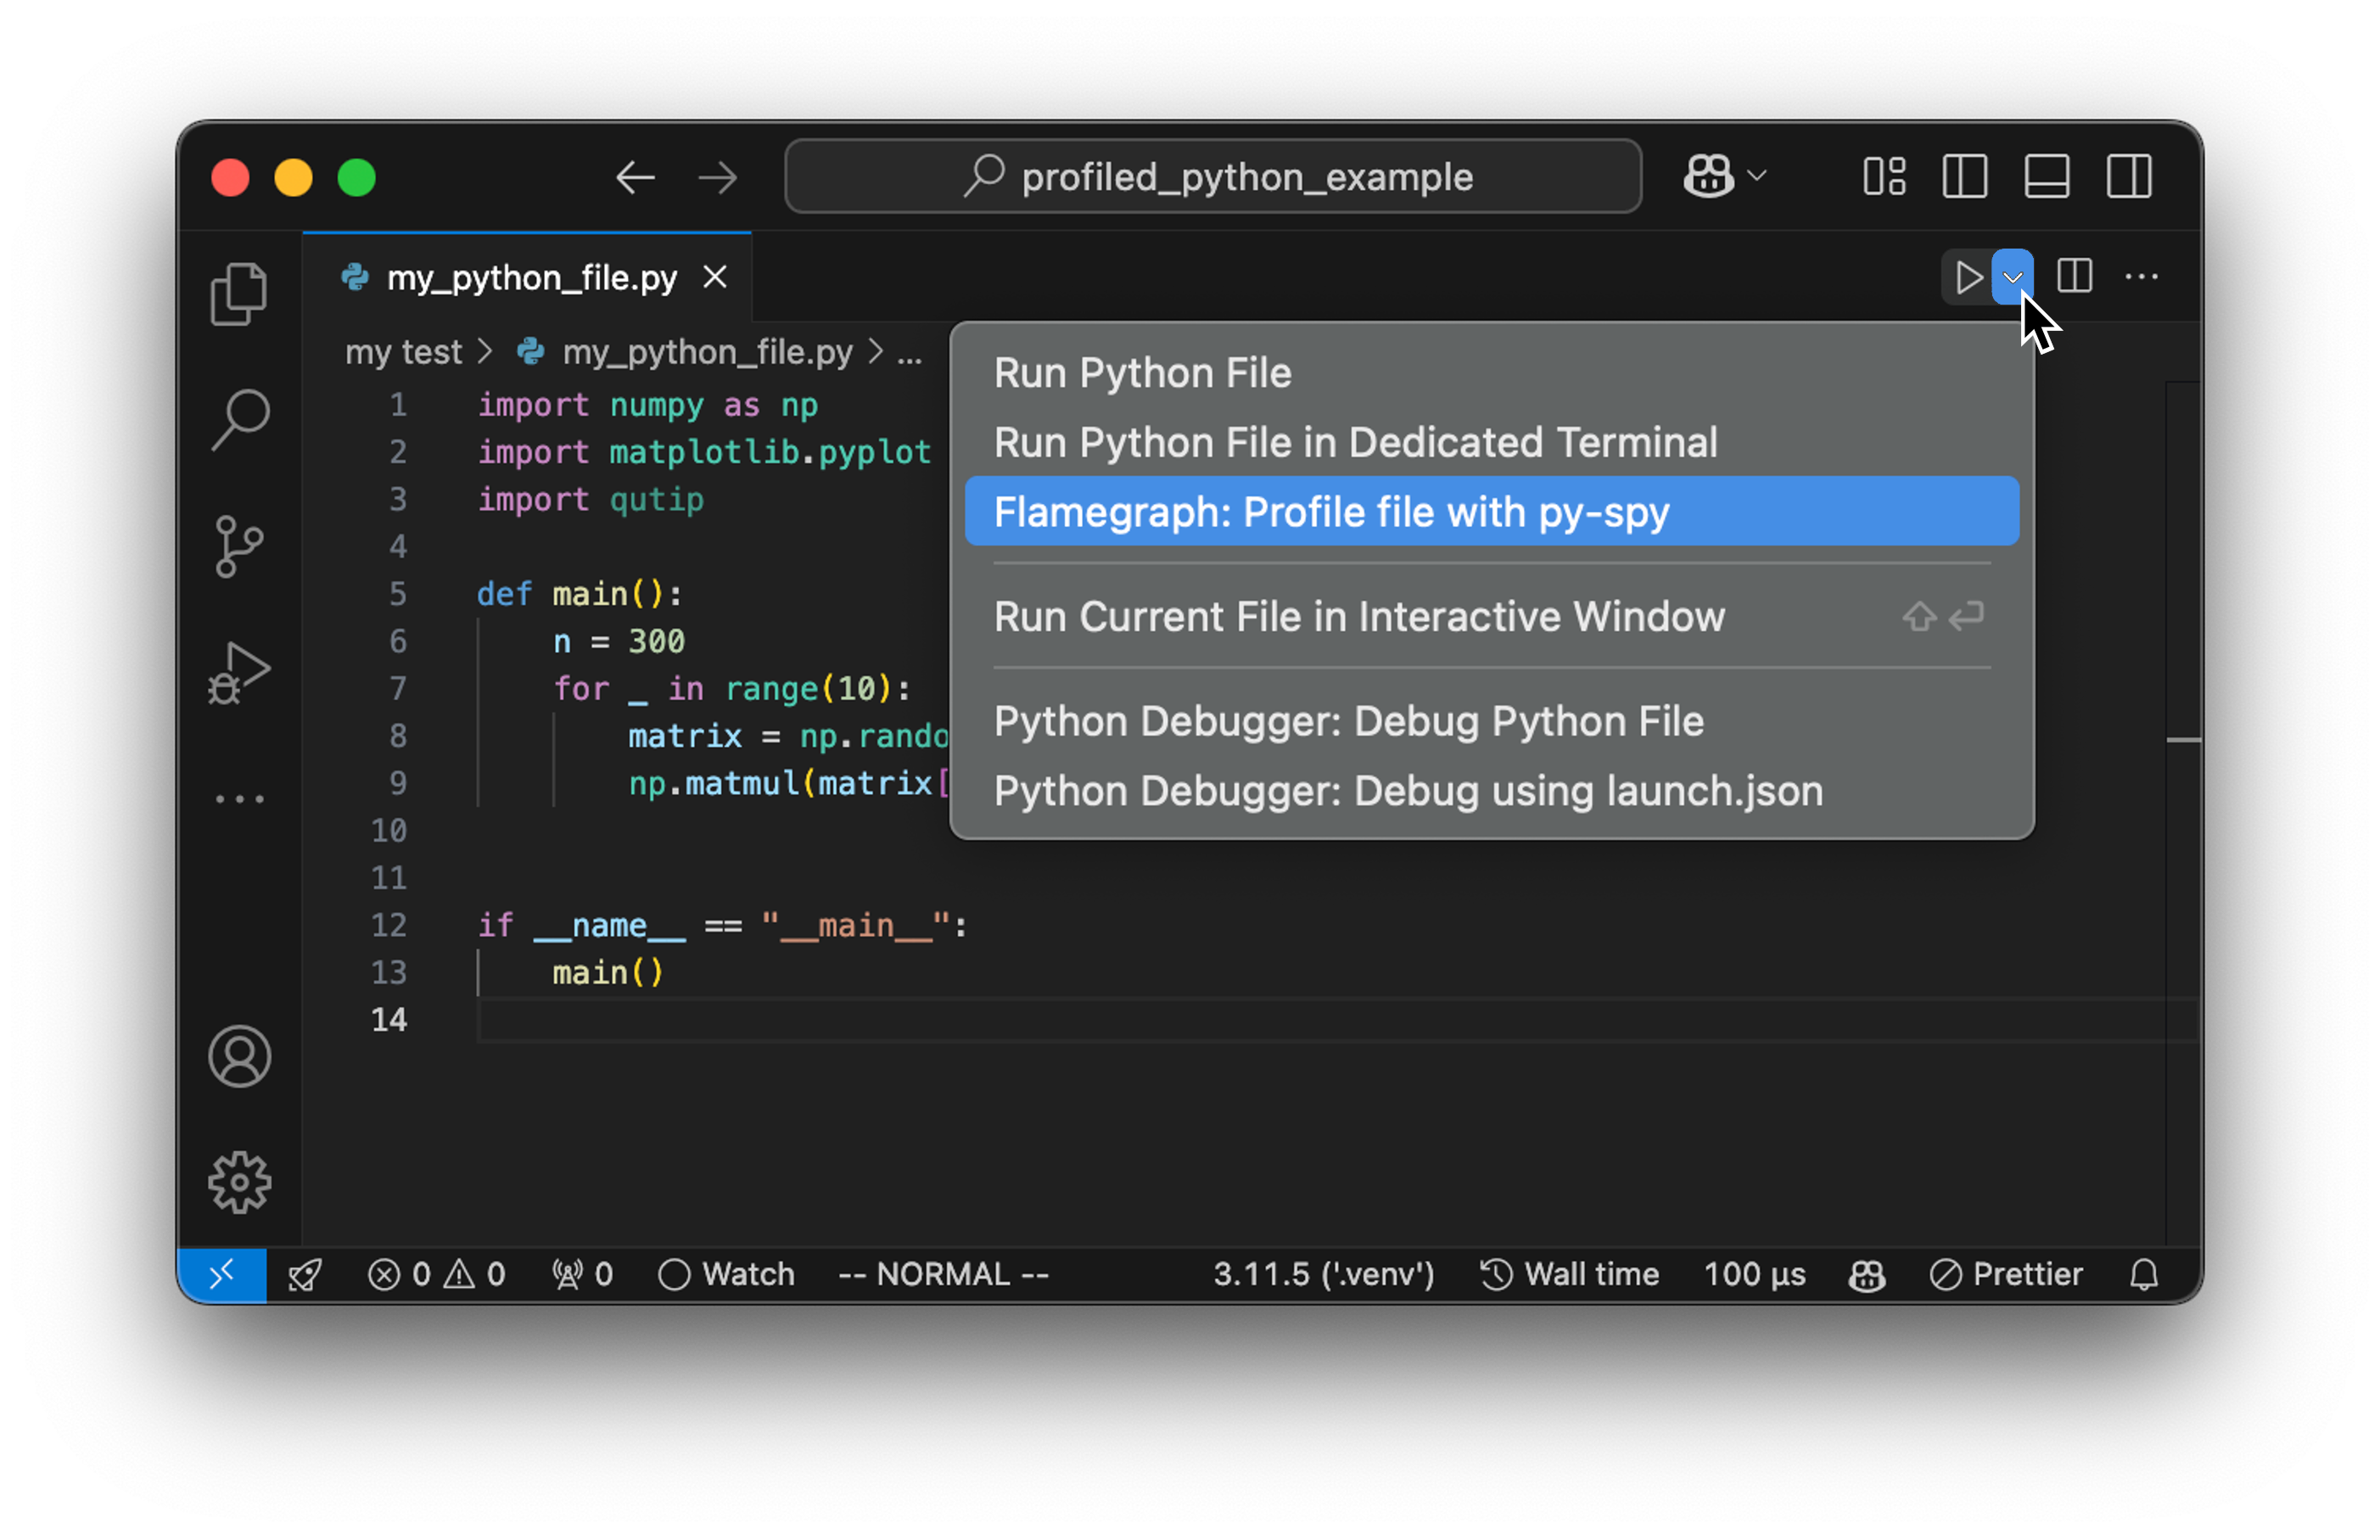 profiled_python_example
my_python_file.py
my test > my_python_file.py > ...
1 import numpy as np
2 import matplotlib.pyplot
3 import qutip
4
5 def main():
6 n = 300
7 for _ in range(10):
8 matrix = np.rando
9 np.matmul(matrix[
10
11
12 if __name__ == "__main__":
13 main()
14
Run Python File
Run Python File in Dedicated Terminal
Flamegraph: Profile file with py-spy
Run Current File in Interactive Window ⇧ ↩
Python Debugger: Debug Python File
Python Debugger: Debug using launch.json
0 0 0 Watch -- NORMAL -- 3.11.5 ('.venv') Wall time 100 µs Prettier